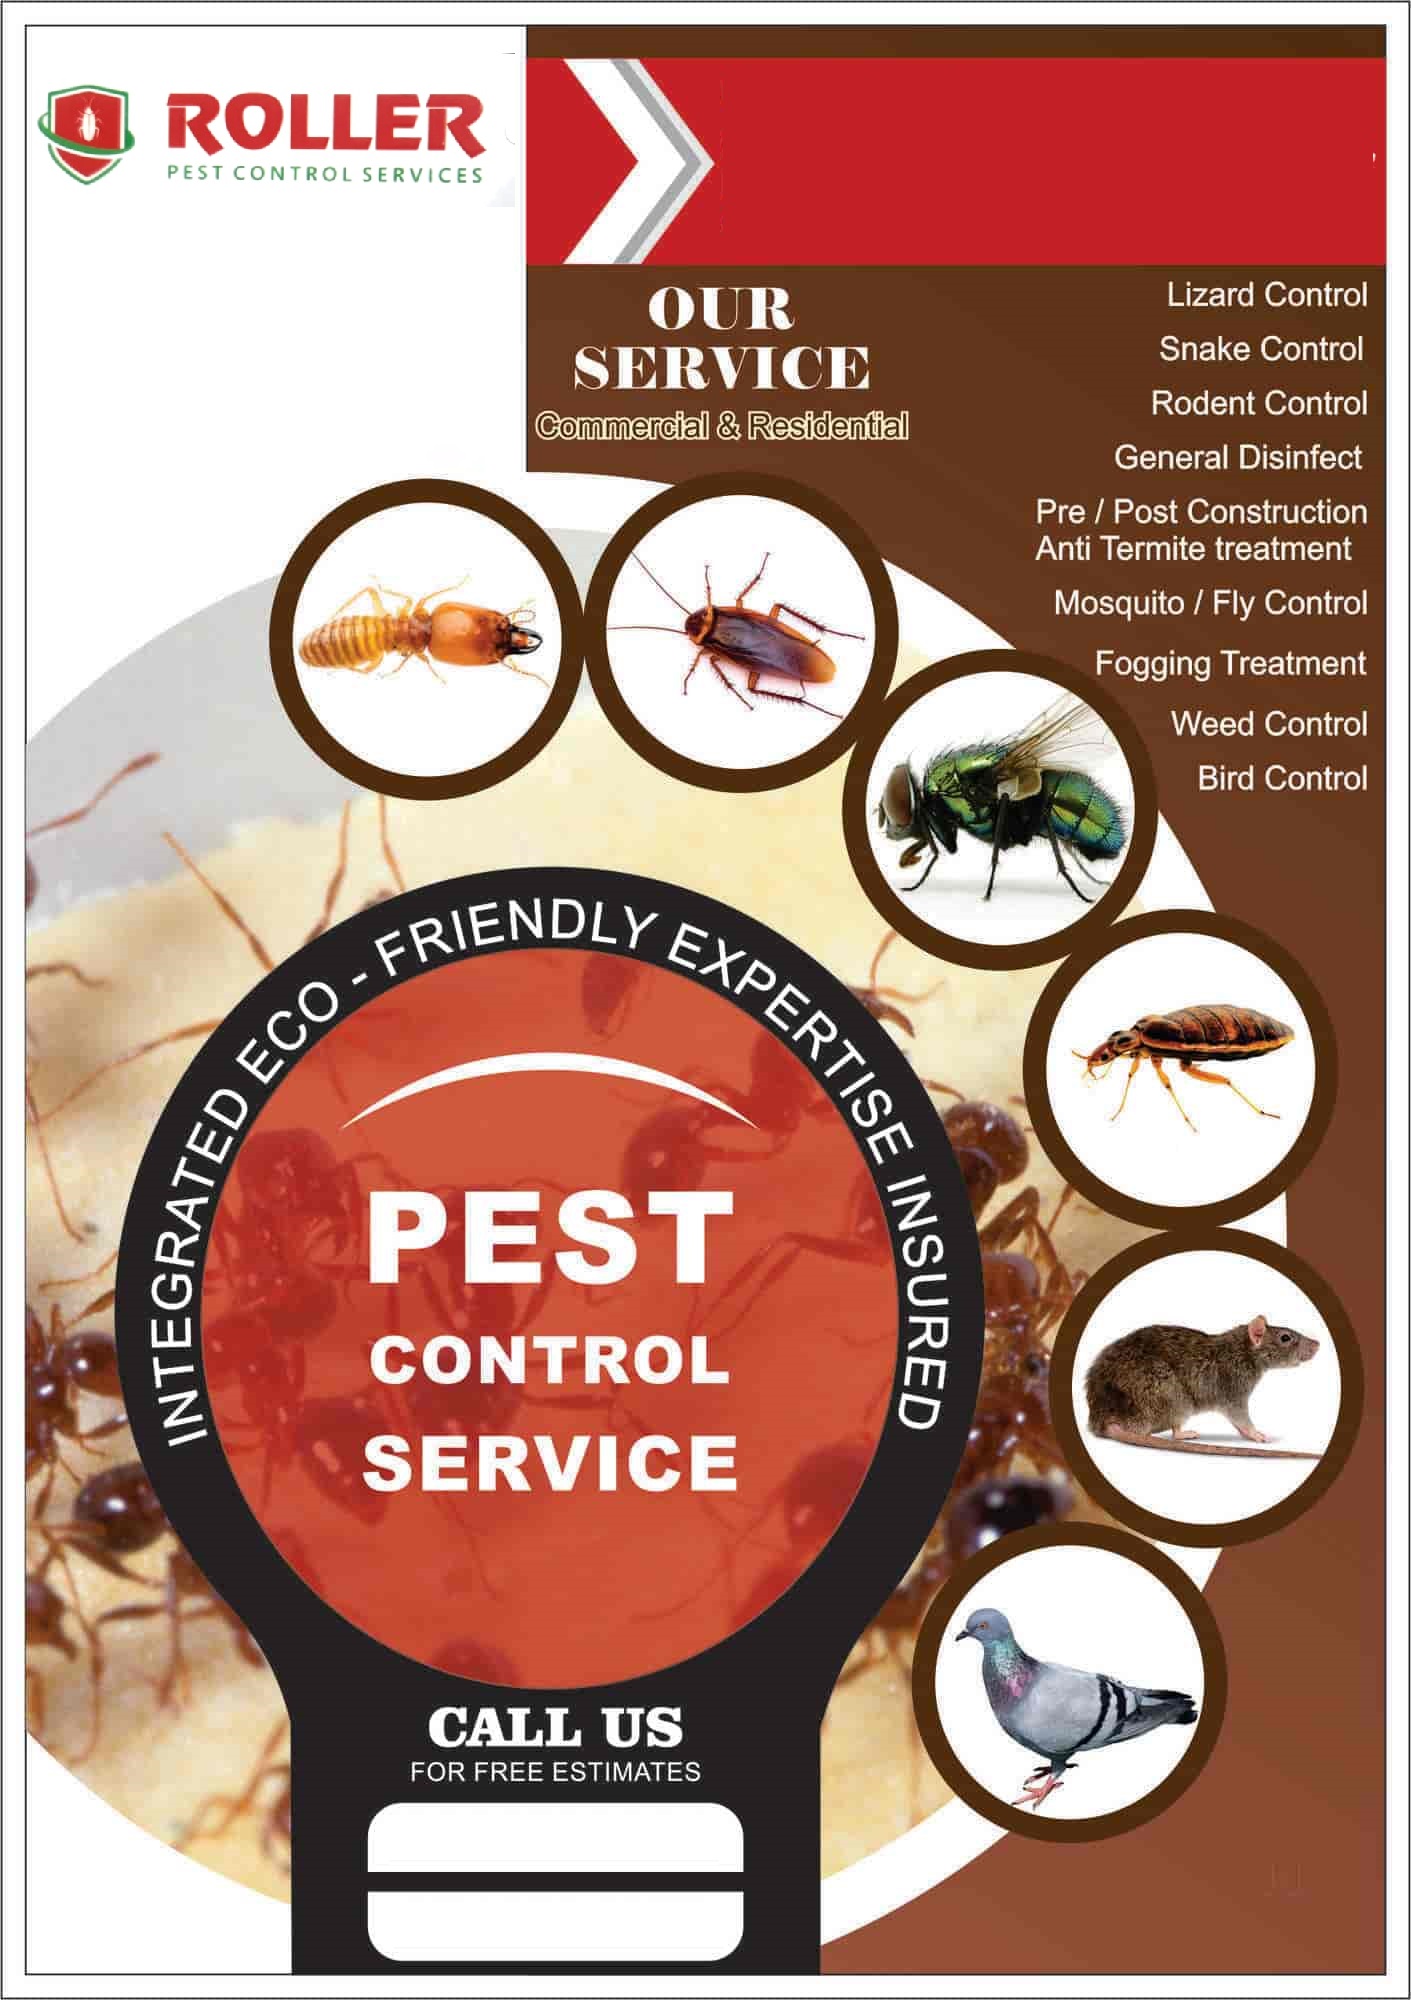 ROLLER
PEST CONTROL SERVICES
OUR
SERVICE
Commercial & Residential
Lizard Control
Snake Control
Rodent Control
General Disinfect
Pre / Post Construction
Anti Termite treatment
Mosquito / Fly Control
Fogging Treatment
Weed Control
Bird Control
INTEGRATED ECO - FRIENDLY EXPERTISE INSURED
PEST
CONTROL
SERVICE
CALL US
FOR FREE ESTIMATES